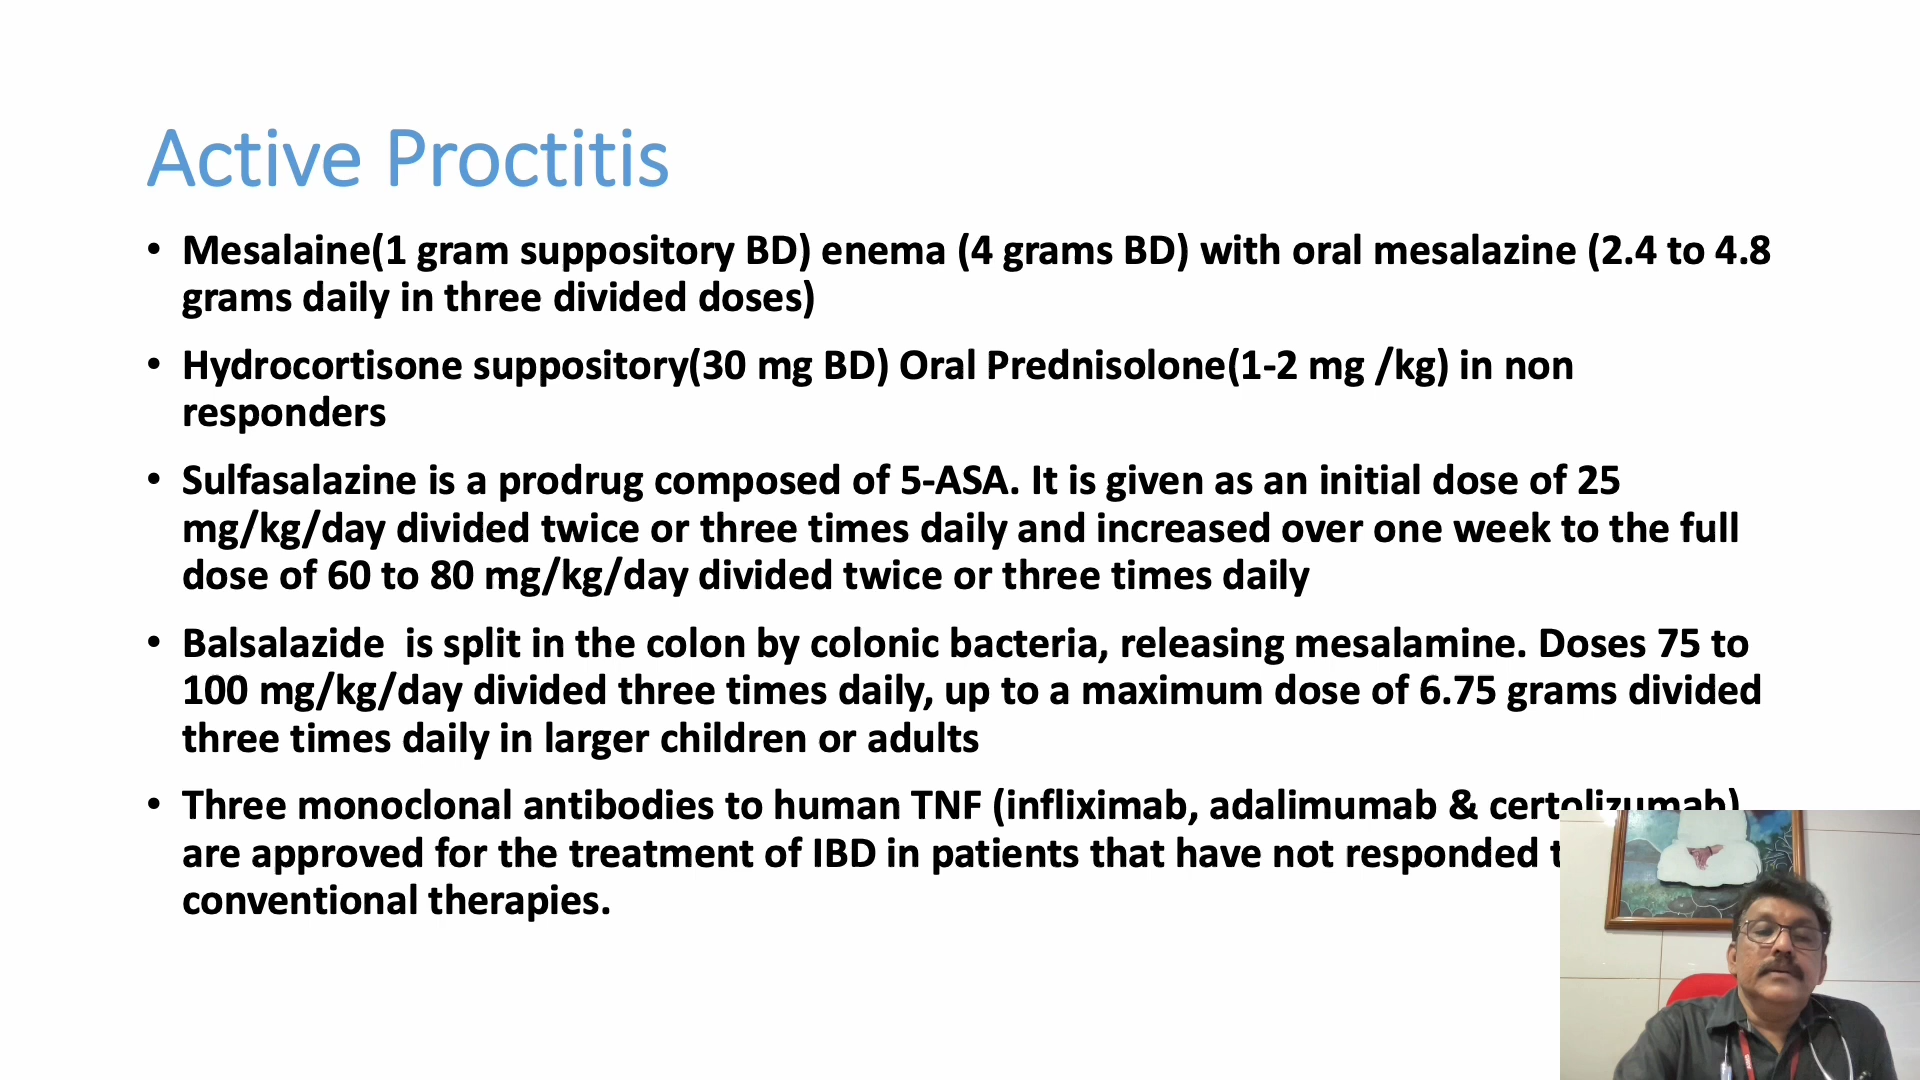 Active Proctitis
• Mesalaine(1 gram suppository BD) enema (4 grams BD) with oral mesalazine (2.4 to 4.8
grams daily in three divided doses)
• Hydrocortisone suppository(30 mg BD) Oral Prednisolone(1-2 mg /kg) in non
responders
• Sulfasalazine is a prodrug composed of 5-ASA. It is given as an initial dose of 25
mg/kg/day divided twice or three times daily and increased over one week to the full
dose of 60 to 80 mg/kg/day divided twice or three times daily
• Balsalazide  is split in the colon by colonic bacteria, releasing mesalamine. Doses 75 to
100 mg/kg/day divided three times daily, up to a maximum dose of 6.75 grams divided
three times daily in larger children or adults
• Three monoclonal antibodies to human TNF (infliximab, adalimumab & certolizumab)
are approved for the treatment of IBD in patients that have not responded
conventional therapies.